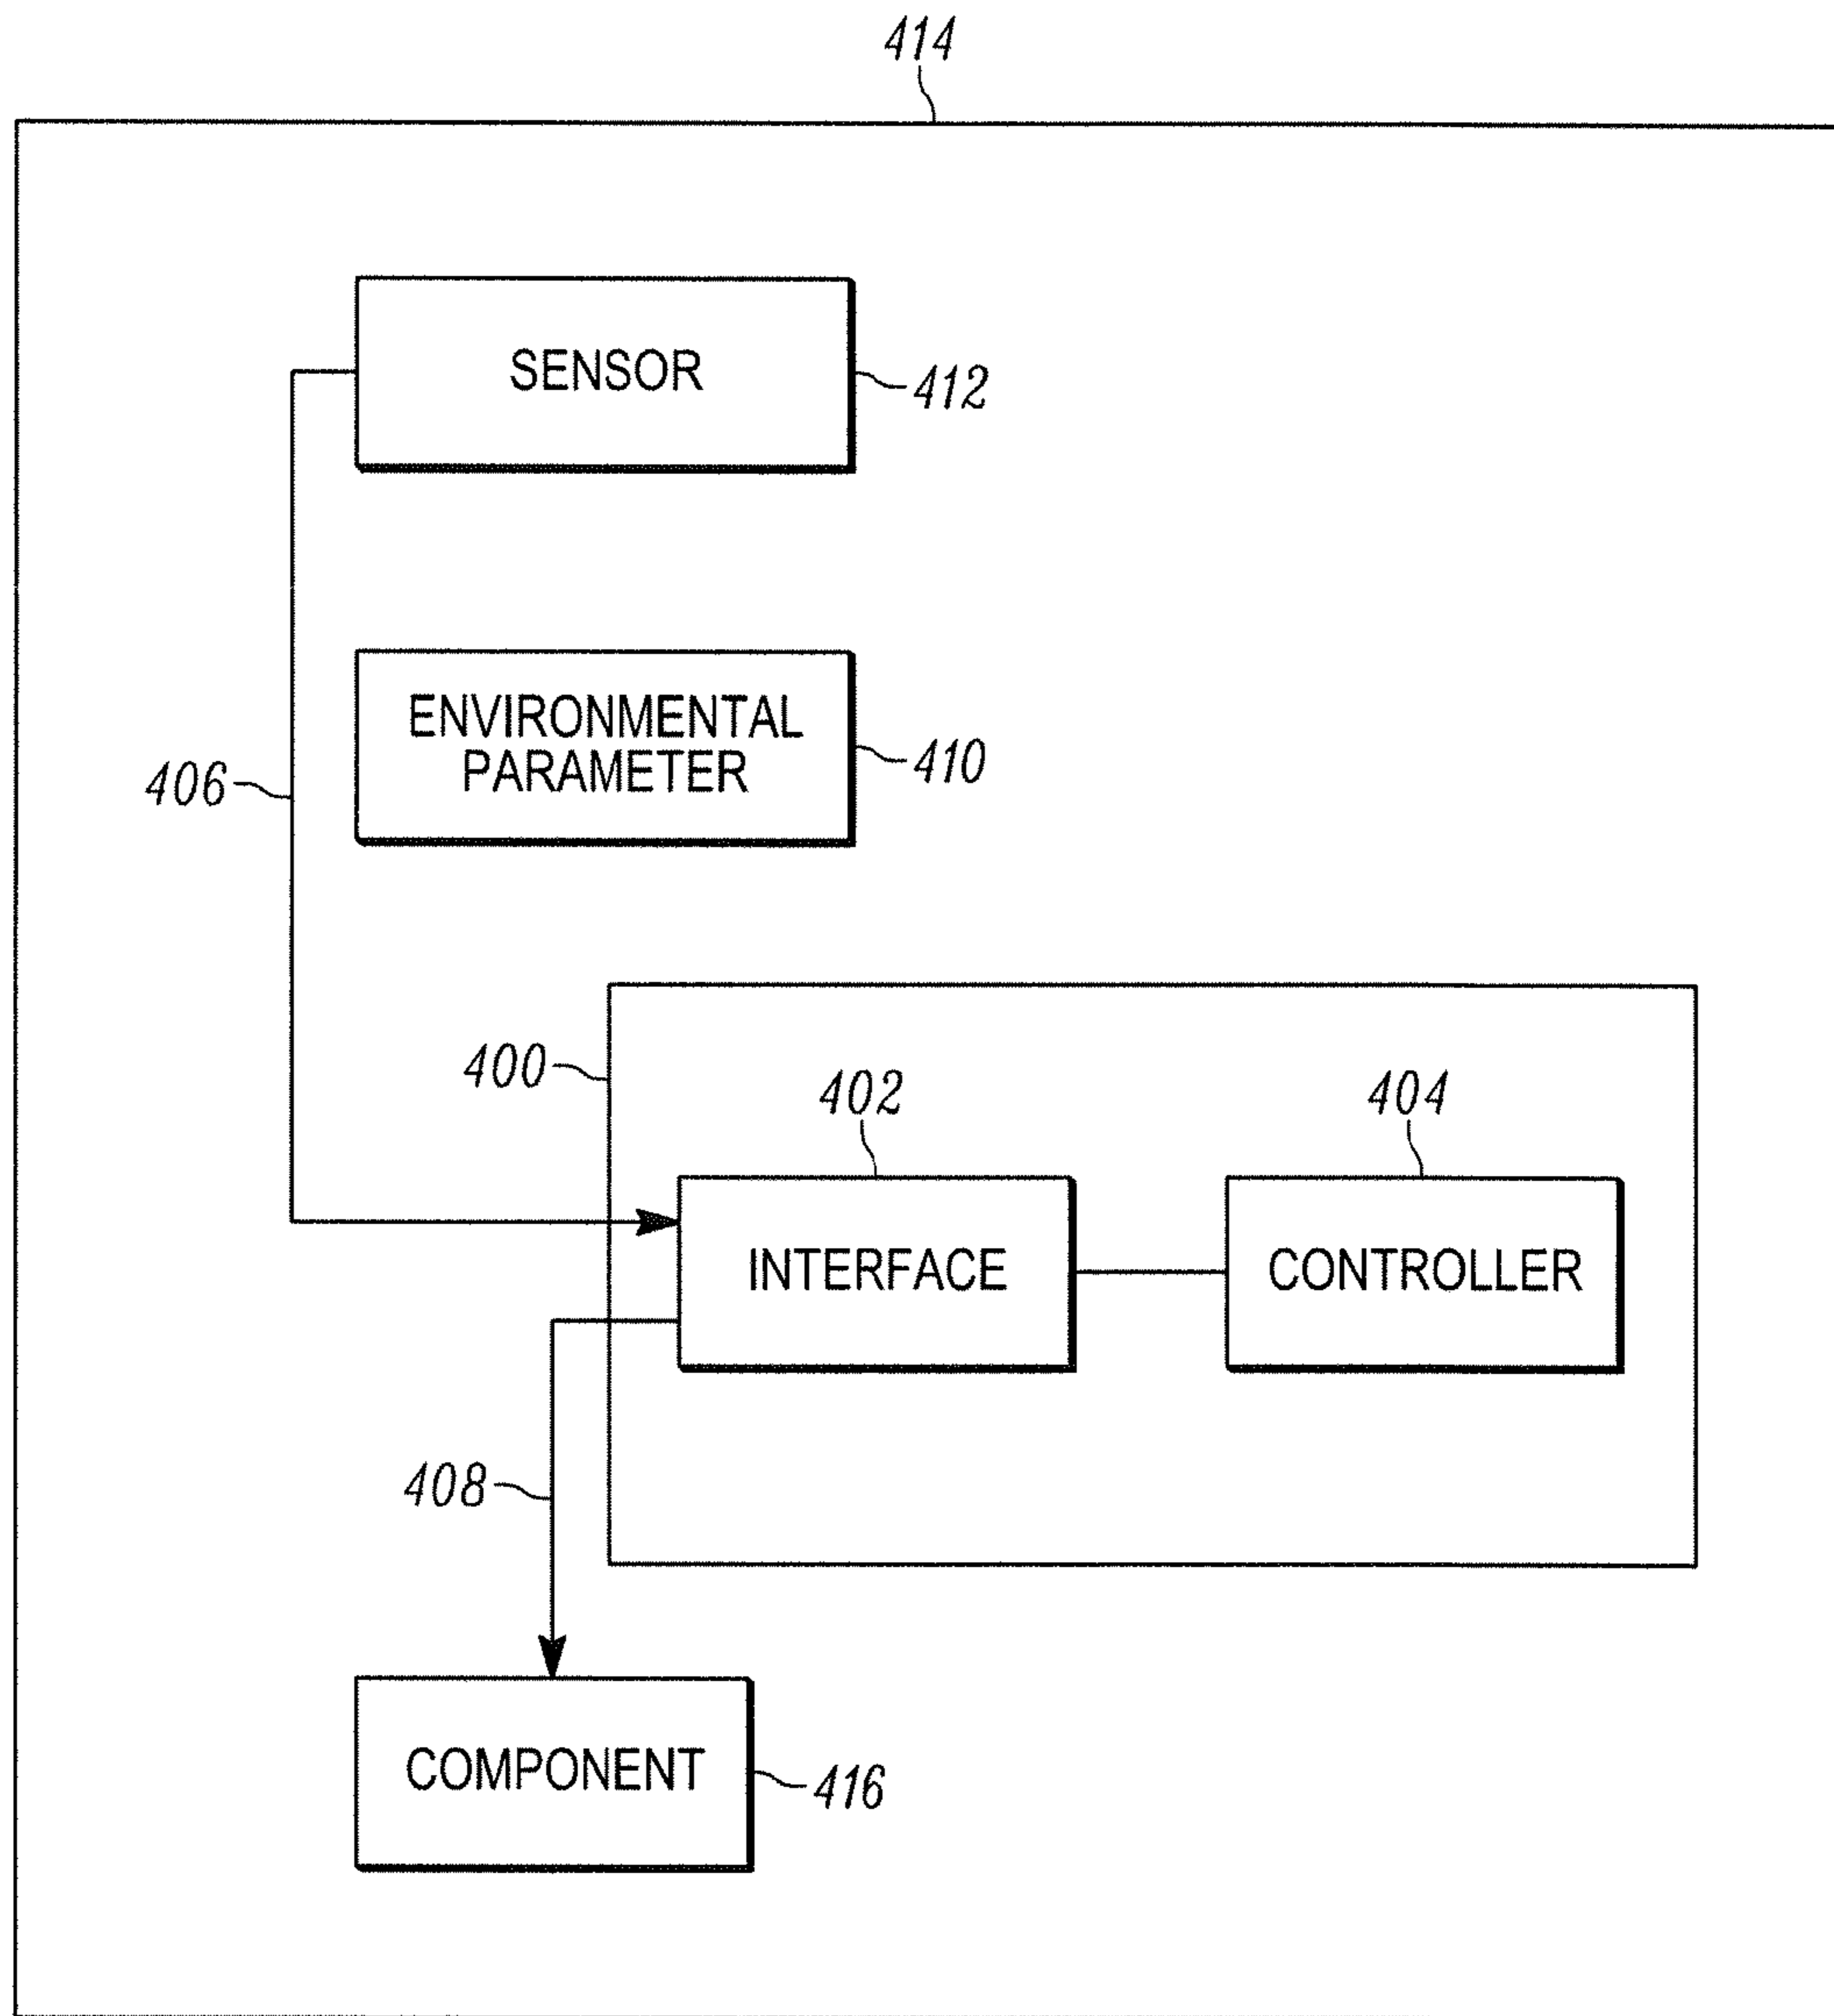 414
SENSOR
412
ENVIRONMENTAL
PARAMETER
410
406
400
402
404
INTERFACE
CONTROLLER
408
COMPONENT
416